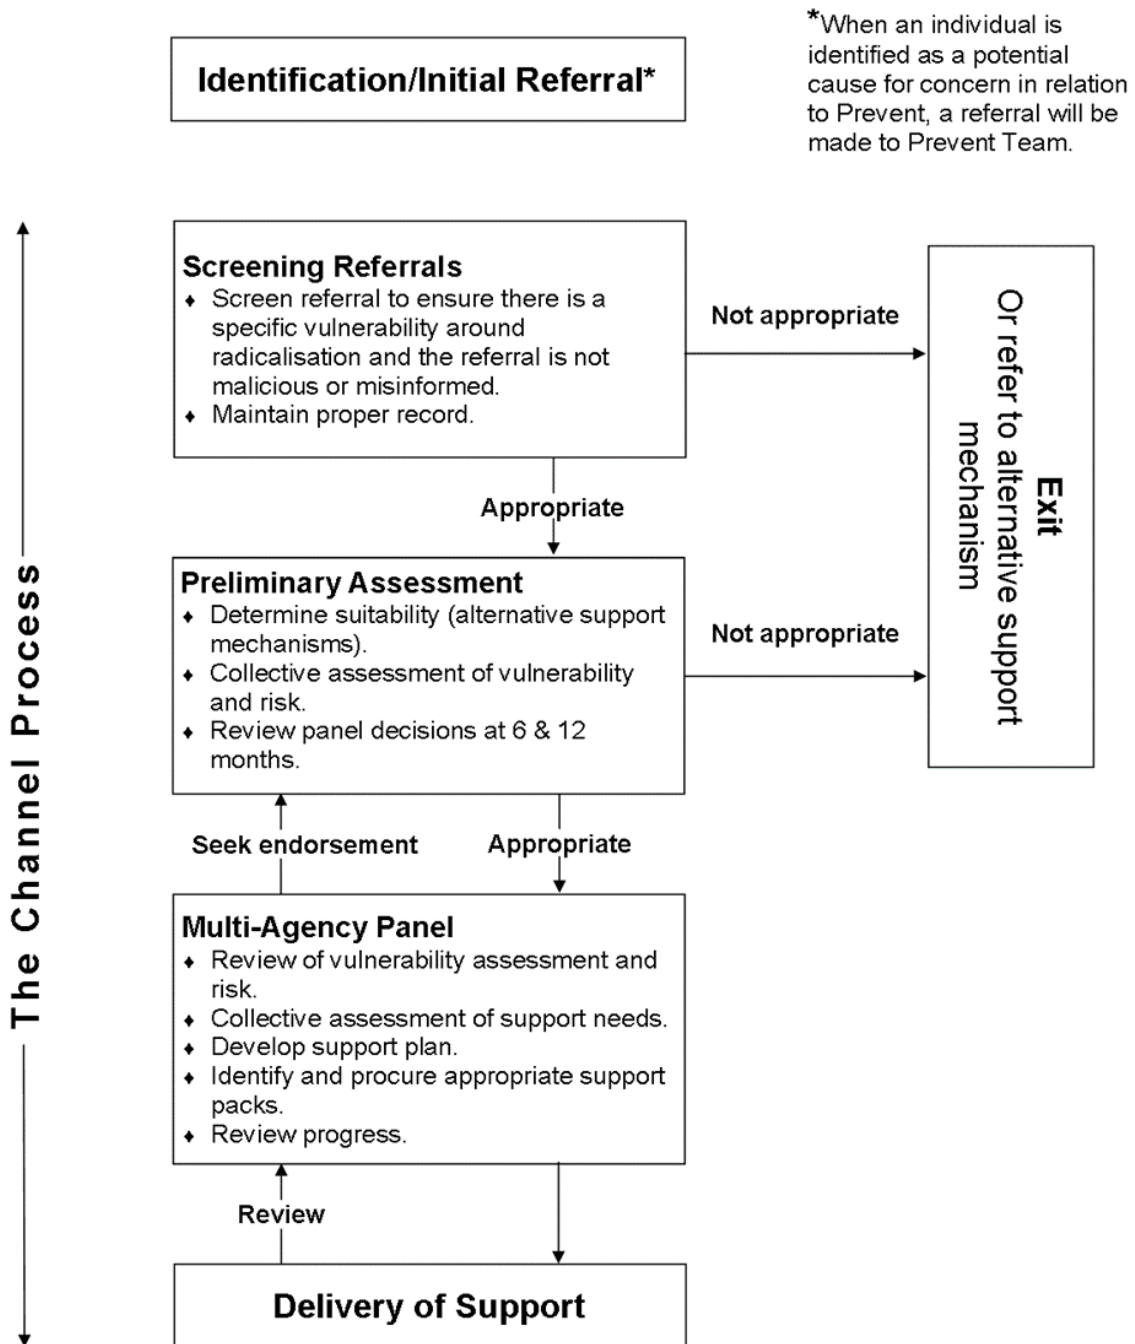 Identification/Initial Referral*
*When an individual is
identified as a potential
cause for concern in relation
to Prevent, a referral will be
made to Prevent Team.
The Channel Process
Screening Referrals
♦ Screen referral to ensure there is a
specific vulnerability around
radicalisation and the referral is not
malicious or misinformed.
♦ Maintain proper record.
Not appropriate
Exit
Or refer to alternative support
mechanism
Appropriate
Preliminary Assessment
♦ Determine suitability (alternative support
mechanisms).
♦ Collective assessment of vulnerability
and risk.
♦ Review panel decisions at 6 & 12
months.
Not appropriate
Seek endorsement
Appropriate
Multi-Agency Panel
♦ Review of vulnerability assessment and
risk.
♦ Collective assessment of support needs.
♦ Develop support plan.
♦ Identify and procure appropriate support
packs.
♦ Review progress.
Review
Delivery of Support